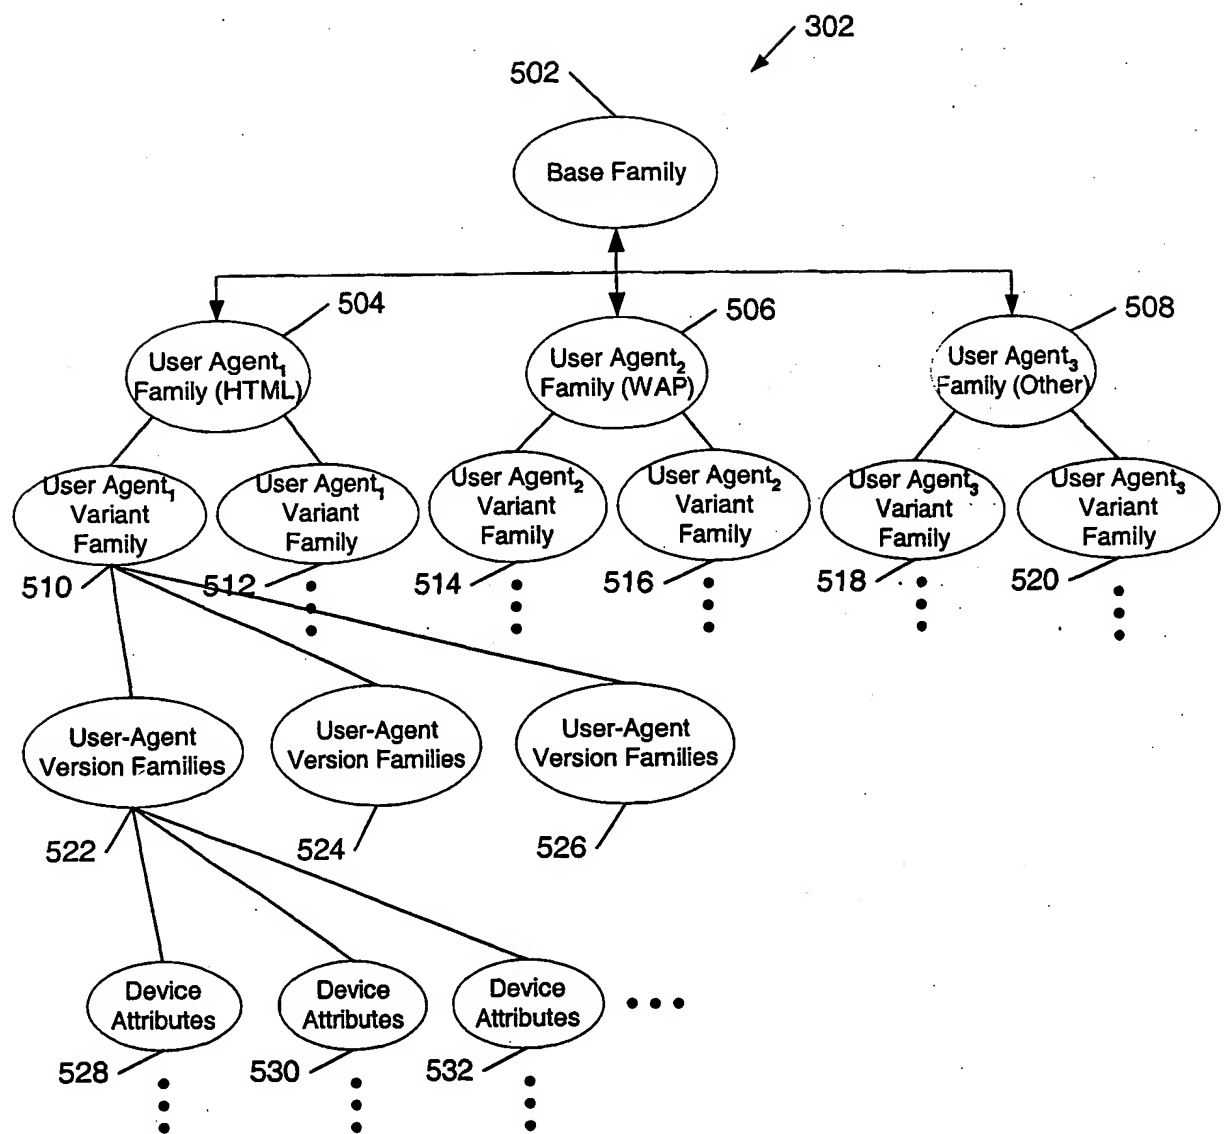 302
502
Base Family
504
506
508
User Agent1
Family (HTML)
User Agent2
Family (WAP)
User Agent3
Family (Other)
User Agent1
Variant
Family
User Agent1
Variant
Family
User Agent2
Variant
Family
User Agent2
Variant
Family
User Agent3
Variant
Family
User Agent3
Variant
Family
510
512
514
516
518
520
User-Agent
Version Families
User-Agent
Version Families
User-Agent
Version Families
522
524
526
Device
Attributes
Device
Attributes
Device
Attributes
528
530
532